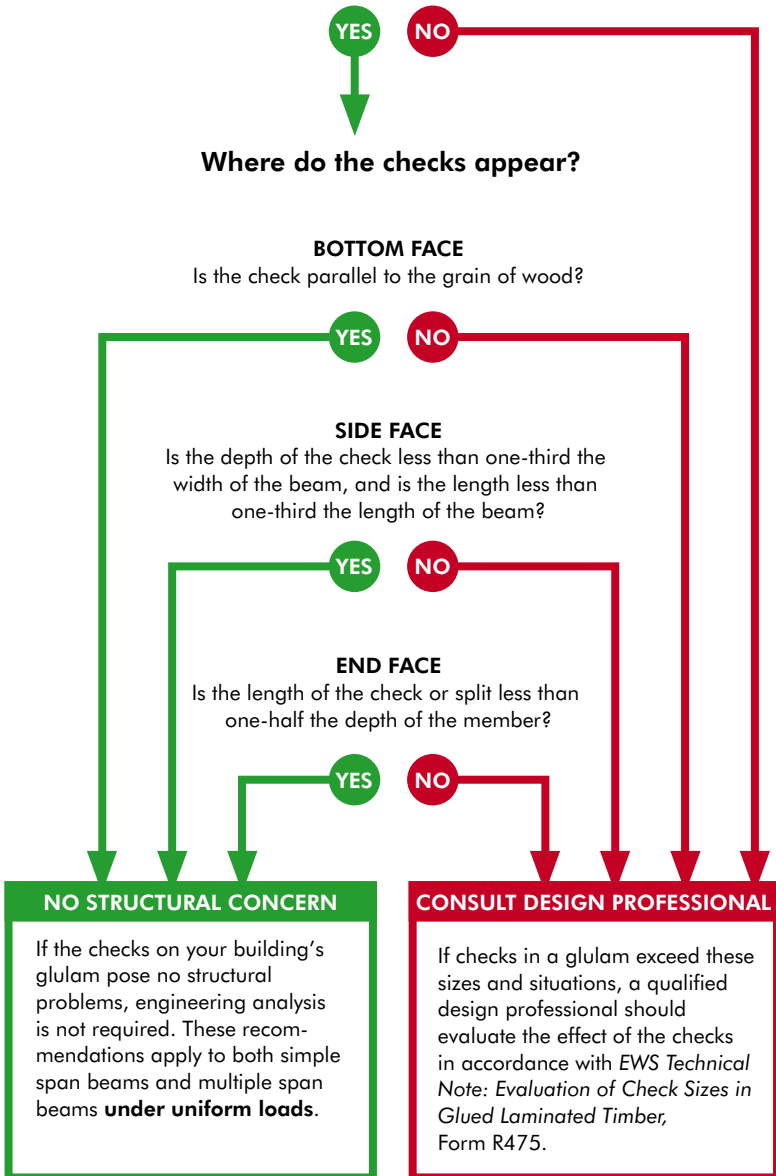 YES NO
Where do the checks appear?
BOTTOM FACE
Is the check parallel to the grain of wood?
YES NO
SIDE FACE
Is the depth of the check less than one-third the
width of the beam, and is the length less than
one-third the length of the beam?
YES NO
END FACE
Is the length of the check or split less than
one-half the depth of the member?
YES NO
NO STRUCTURAL CONCERN
If the checks on your building’s
glulam pose no structural
problems, engineering analysis
is not required. These recom-
mendations apply to both simple
span beams and multiple span
beams under uniform loads.
CONSULT DESIGN PROFESSIONAL
If checks in a glulam exceed these
sizes and situations, a qualified
design professional should
evaluate the effect of the checks
in accordance with EWS Technical
Note: Evaluation of Check Sizes in
Glued Laminated Timber,
Form R475.